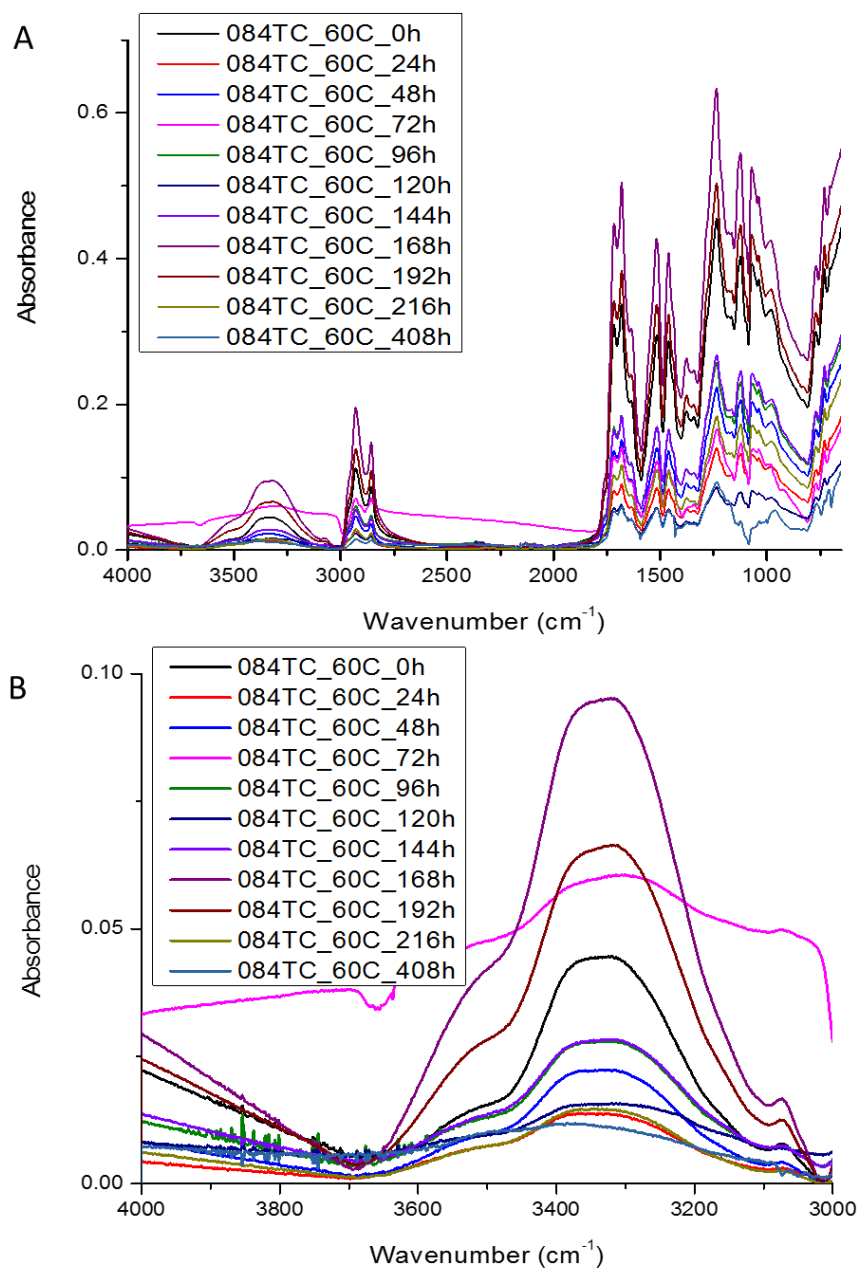 A
084TC_60C_0h
084TC_60C_24h
084TC_60C_48h
084TC_60C_72h
084TC_60C_96h
084TC_60C_120h
084TC_60C_144h
084TC_60C_168h
084TC_60C_192h
084TC_60C_216h
084TC_60C_408h
0.6
0.4
0.2
0.0
Absorbance
4000 3500 3000 2500 2000 1500 1000
Wavenumber (cm⁻¹)
B
084TC_60C_0h
084TC_60C_24h
084TC_60C_48h
084TC_60C_72h
084TC_60C_96h
084TC_60C_120h
084TC_60C_144h
084TC_60C_168h
084TC_60C_192h
084TC_60C_216h
084TC_60C_408h
0.10
0.05
0.00
Absorbance
4000 3800 3600 3400 3200 3000
Wavenumber (cm⁻¹)